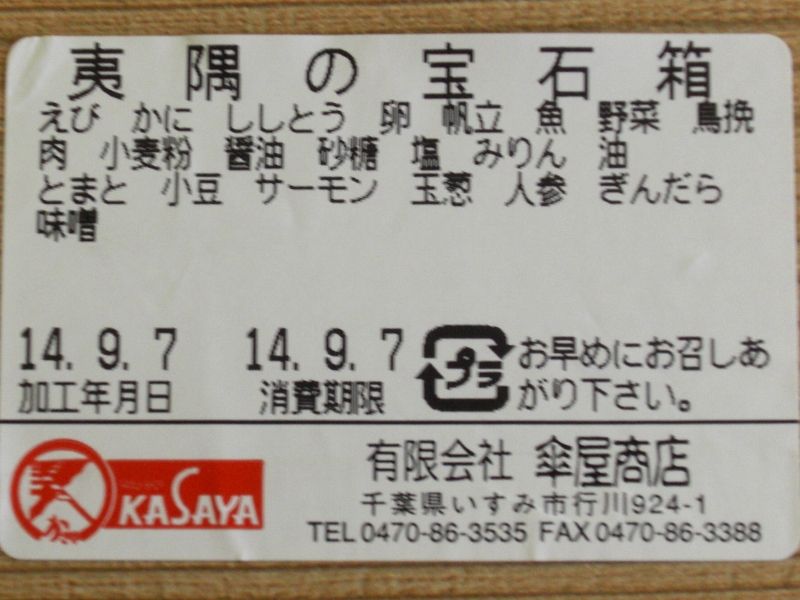 夷隅の宝石箱
えび かに ししとう 卵 帆立 魚 野菜 鳥挽
肉 小麦粉 醤油 砂糖 塩 みりん 油
とまと 小豆 サーモン 玉葱 人参 ぎんだら
味噌
14. 9. 7 14. 9. 7 プラ お早めにお召しあ
加工年月日 消費期限 がり下さい。
KASAYA 有限会社 傘屋商店
千葉県いすみ市行川924-1
TEL 0470-86-3535 FAX 0470-86-3388